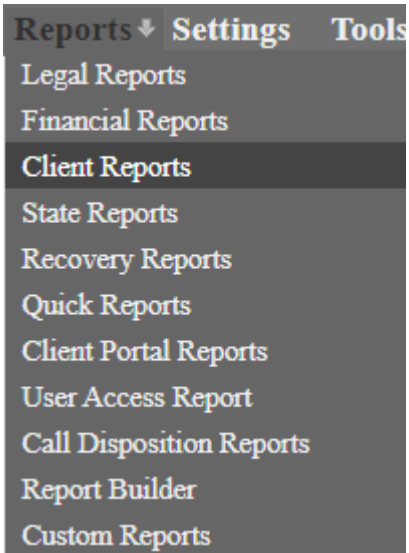 Reports Settings Tools
Legal Reports
Financial Reports
Client Reports
State Reports
Recovery Reports
Quick Reports
Client Portal Reports
User Access Report
Call Disposition Reports
Report Builder
Custom Reports